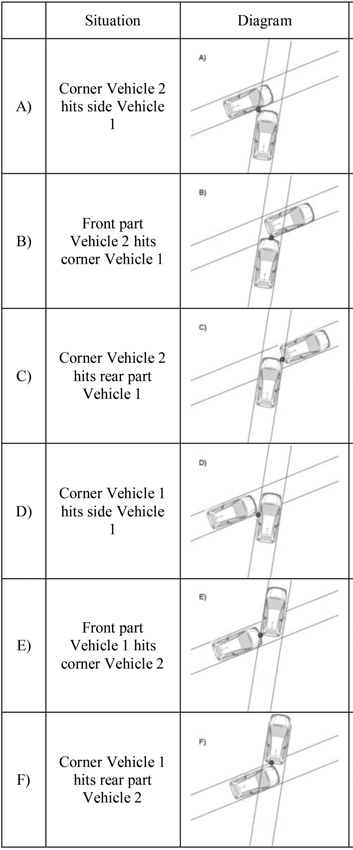 Situation Diagram
A) Corner Vehicle 2
hits side Vehicle
1
A)
B) Front part
Vehicle 2 hits
corner Vehicle 1
B)
C) Corner Vehicle 2
hits rear part
Vehicle 1
C)
D) Corner Vehicle 1
hits side Vehicle
1
D)
E) Front part
Vehicle 1 hits
corner Vehicle 2
E)
F) Corner Vehicle 1
hits rear part
Vehicle 2
F)